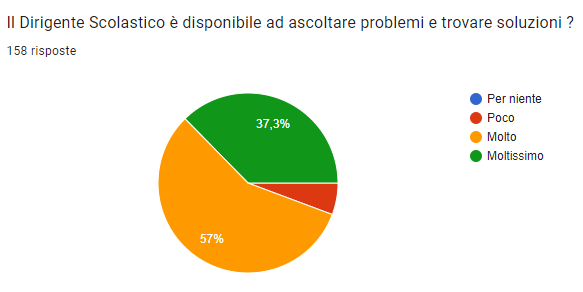 Il Dirigente Scolastico è disponibile ad ascoltare problemi e trovare soluzioni ?
158 risposte
Per niente
Poco
Molto
Moltissimo
37,3%
57%